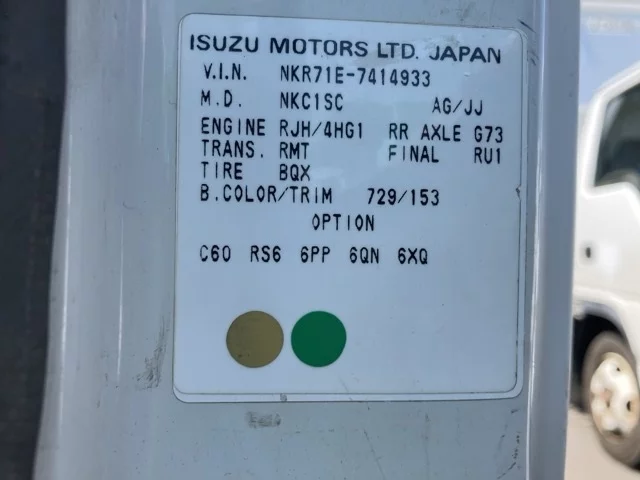 ISUZU MOTORS LTD. JAPAN
V.I.N. NKR71E-7414933
M.D. NKC1SC AG/JJ
ENGINE RJH/4HG1 RR AXLE G73
TRANS. RMT FINAL RU1
TIRE BQX
B.COLOR/TRIM 729/153
OPTION
C60 RS6 6PP 6QN 6XQ